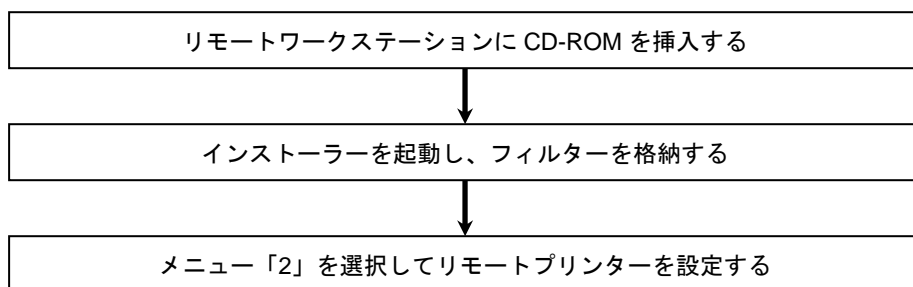 リモートワークステーションに CD-ROM を挿入する
インストーラーを起動し、フィルターを格納する
メニュー「2」を選択してリモートプリンターを設定する